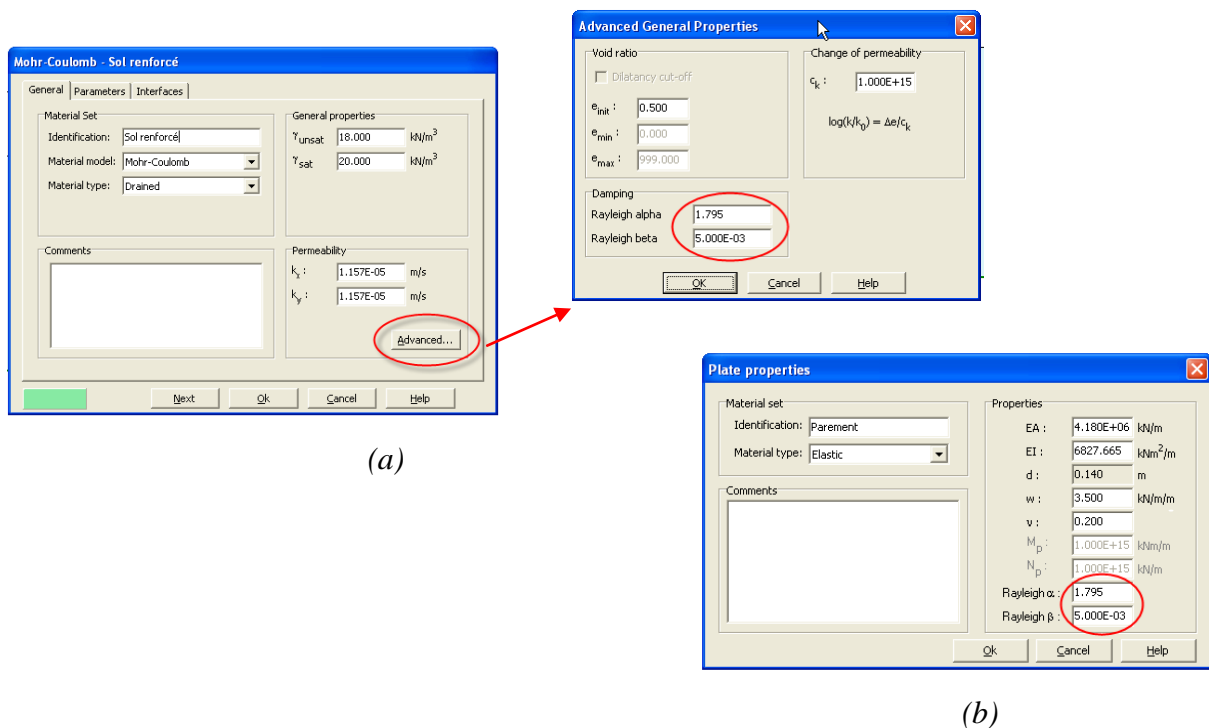 Mohr-Coulomb - Sol renforcé
General Parameters Interfaces
Material Set
Identification: Sol renforcé
Material model: Mohr-Coulomb
Material type: Drained
General properties
γunsat 18.000 kN/m3
γsat 20.000 kN/m3
Comments
Permeability
kx : 1.157E-05 m/s
ky : 1.157E-05 m/s
Advanced...
Next Ok Cancel Help
(a)
Advanced General Properties
Void ratio
Dilatancy cut-off
einit : 0.500
emin : 0.000
emax : 999.000
Change of permeability
ck : 1.000E+15
log(k/k0) = Δe/ck
Damping
Rayleigh alpha 1.795
Rayleigh beta 5.000E-03
OK Cancel Help
Plate properties
Material set
Identification: Parement
Material type: Elastic
Comments
Properties
EA : 4.180E+06 kN/m
EI : 6827.665 kNm2/m
d : 0.140 m
w : 3.500 kN/m/m
ν : 0.200
Mp : 1.000E+15 kNm/m
Np : 1.000E+15 kN/m
Rayleigh α : 1.795
Rayleigh β : 5.000E-03
Ok Cancel Help
(b)